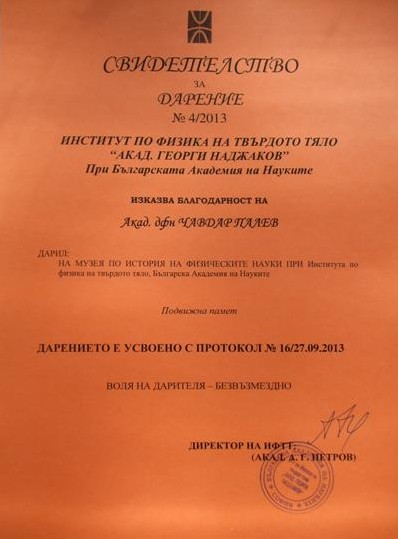 СВИДЕТЕЛСТВО
ЗА
ДАРЕНИЕ
№ 4/2013
ИНСТИТУТ ПО ФИЗИКА НА ТВЪРДОТО ТЯЛО
“АКАД. ГЕОРГИ НАДЖАКОВ”
При Българската Академия на Науките
ИЗКАЗВА БЛАГОДАРНОСТ НА
Акад. дфн ЧАВДАР ПАЛЕВ
ДАРИЛ:
НА МУЗЕЯ ПО ИСТОРИЯ НА ФИЗИЧЕСКИТЕ НАУКИ ПРИ Института по
физика на твърдото тяло, Българска Академия на Науките
Подвижна памет
ДАРЕНИЕТО Е УСВОЕНО С ПРОТОКОЛ № 16/27.09.2013
ВОЛЯ НА ДАРИТЕЛЯ – БЕЗВЪЗМЕЗДНО
ДИРЕКТОР НА ИФТТ:
(АКАД. А. Г. ПЕТРОВ)